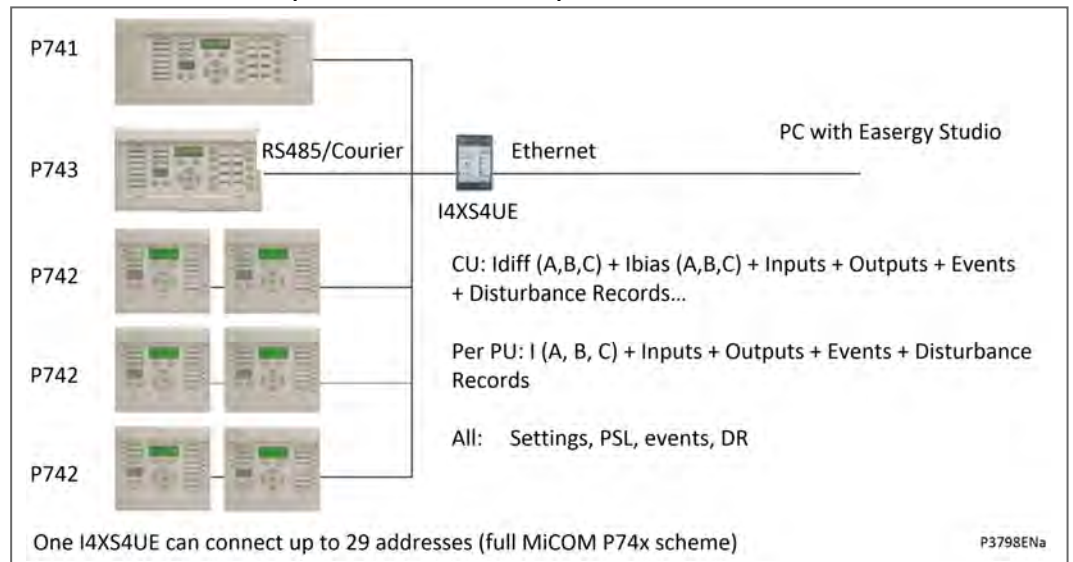 P741
RS485/Courier
Ethernet
PC with Easergy Studio
P743
I4XS4UE
P742
CU: Idiff (A,B,C) + Ibias (A,B,C) + Inputs + Outputs + Events
+ Disturbance Records...
P742
Per PU: I (A, B, C) + Inputs + Outputs + Events + Disturbance
Records
P742
All: Settings, PSL, events, DR
One I4XS4UE can connect up to 29 addresses (full MiCOM P74x scheme)
P3798ENa